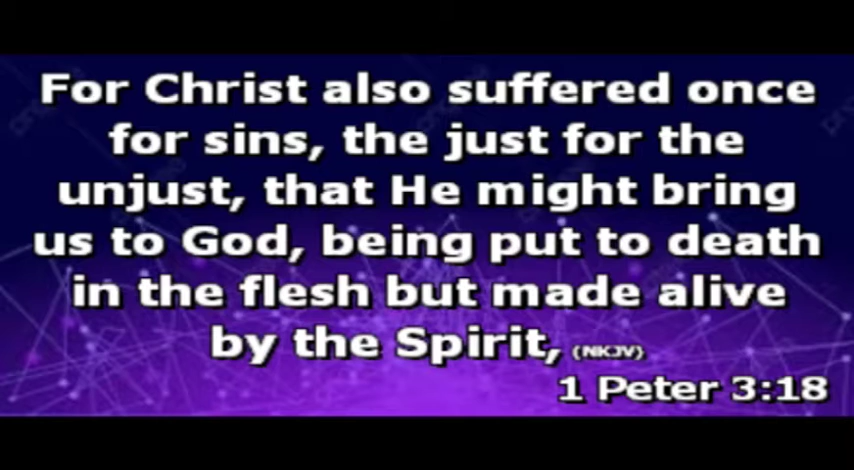 For Christ also suffered once
for sins, the just for the
unjust, that He might bring
us to God, being put to death
in the flesh but made alive
by the Spirit, (NKJV)
1 Peter 3:18